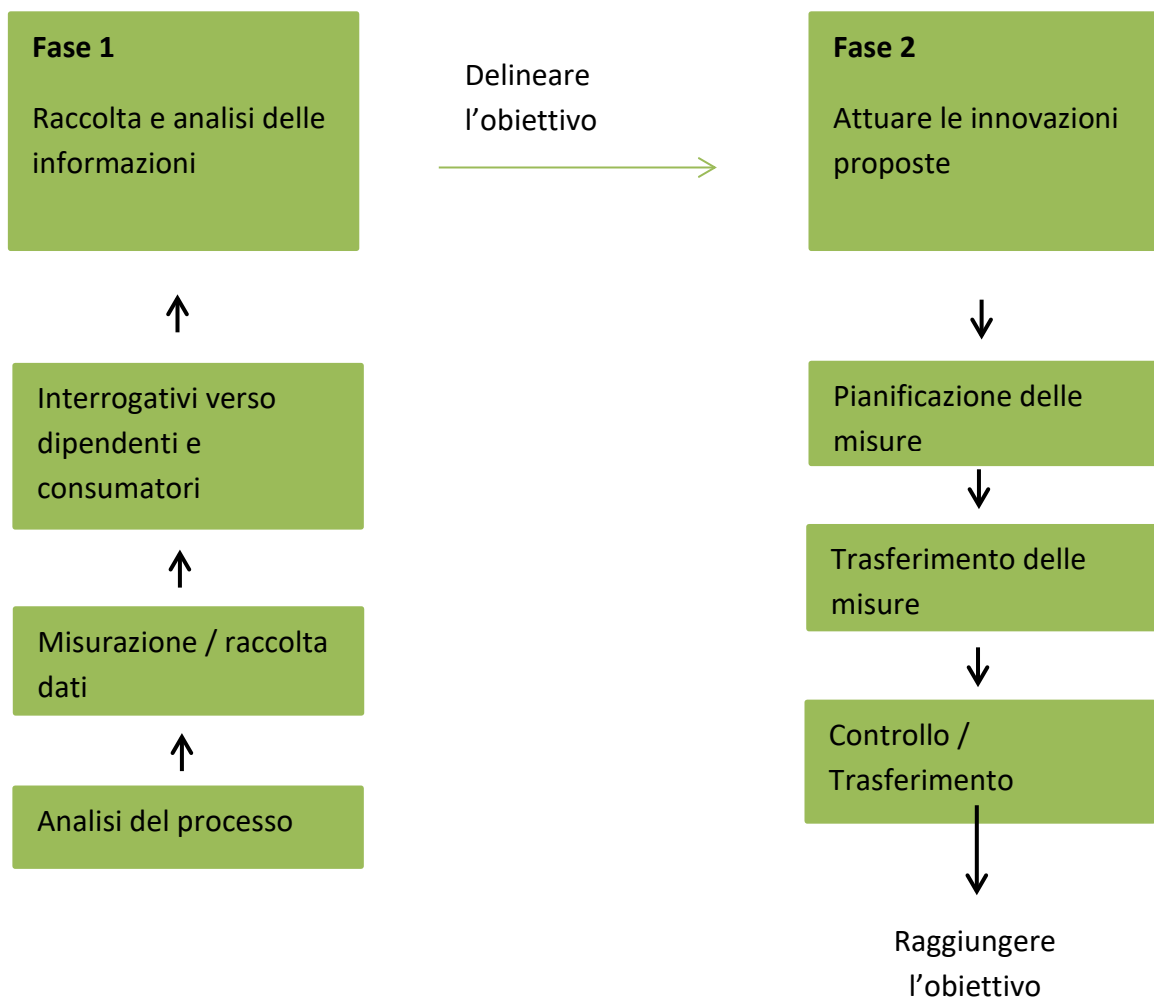 Fase 1
Raccolta e analisi delle
informazioni
Delineare
l’obiettivo
Fase 2
Attuare le innovazioni
proposte
Interrogativi verso
dipendenti e
consumatori
Misurazione / raccolta
dati
Analisi del processo
Pianificazione delle
misure
Trasferimento delle
misure
Controllo /
Trasferimento
Raggiungere
l’obiettivo